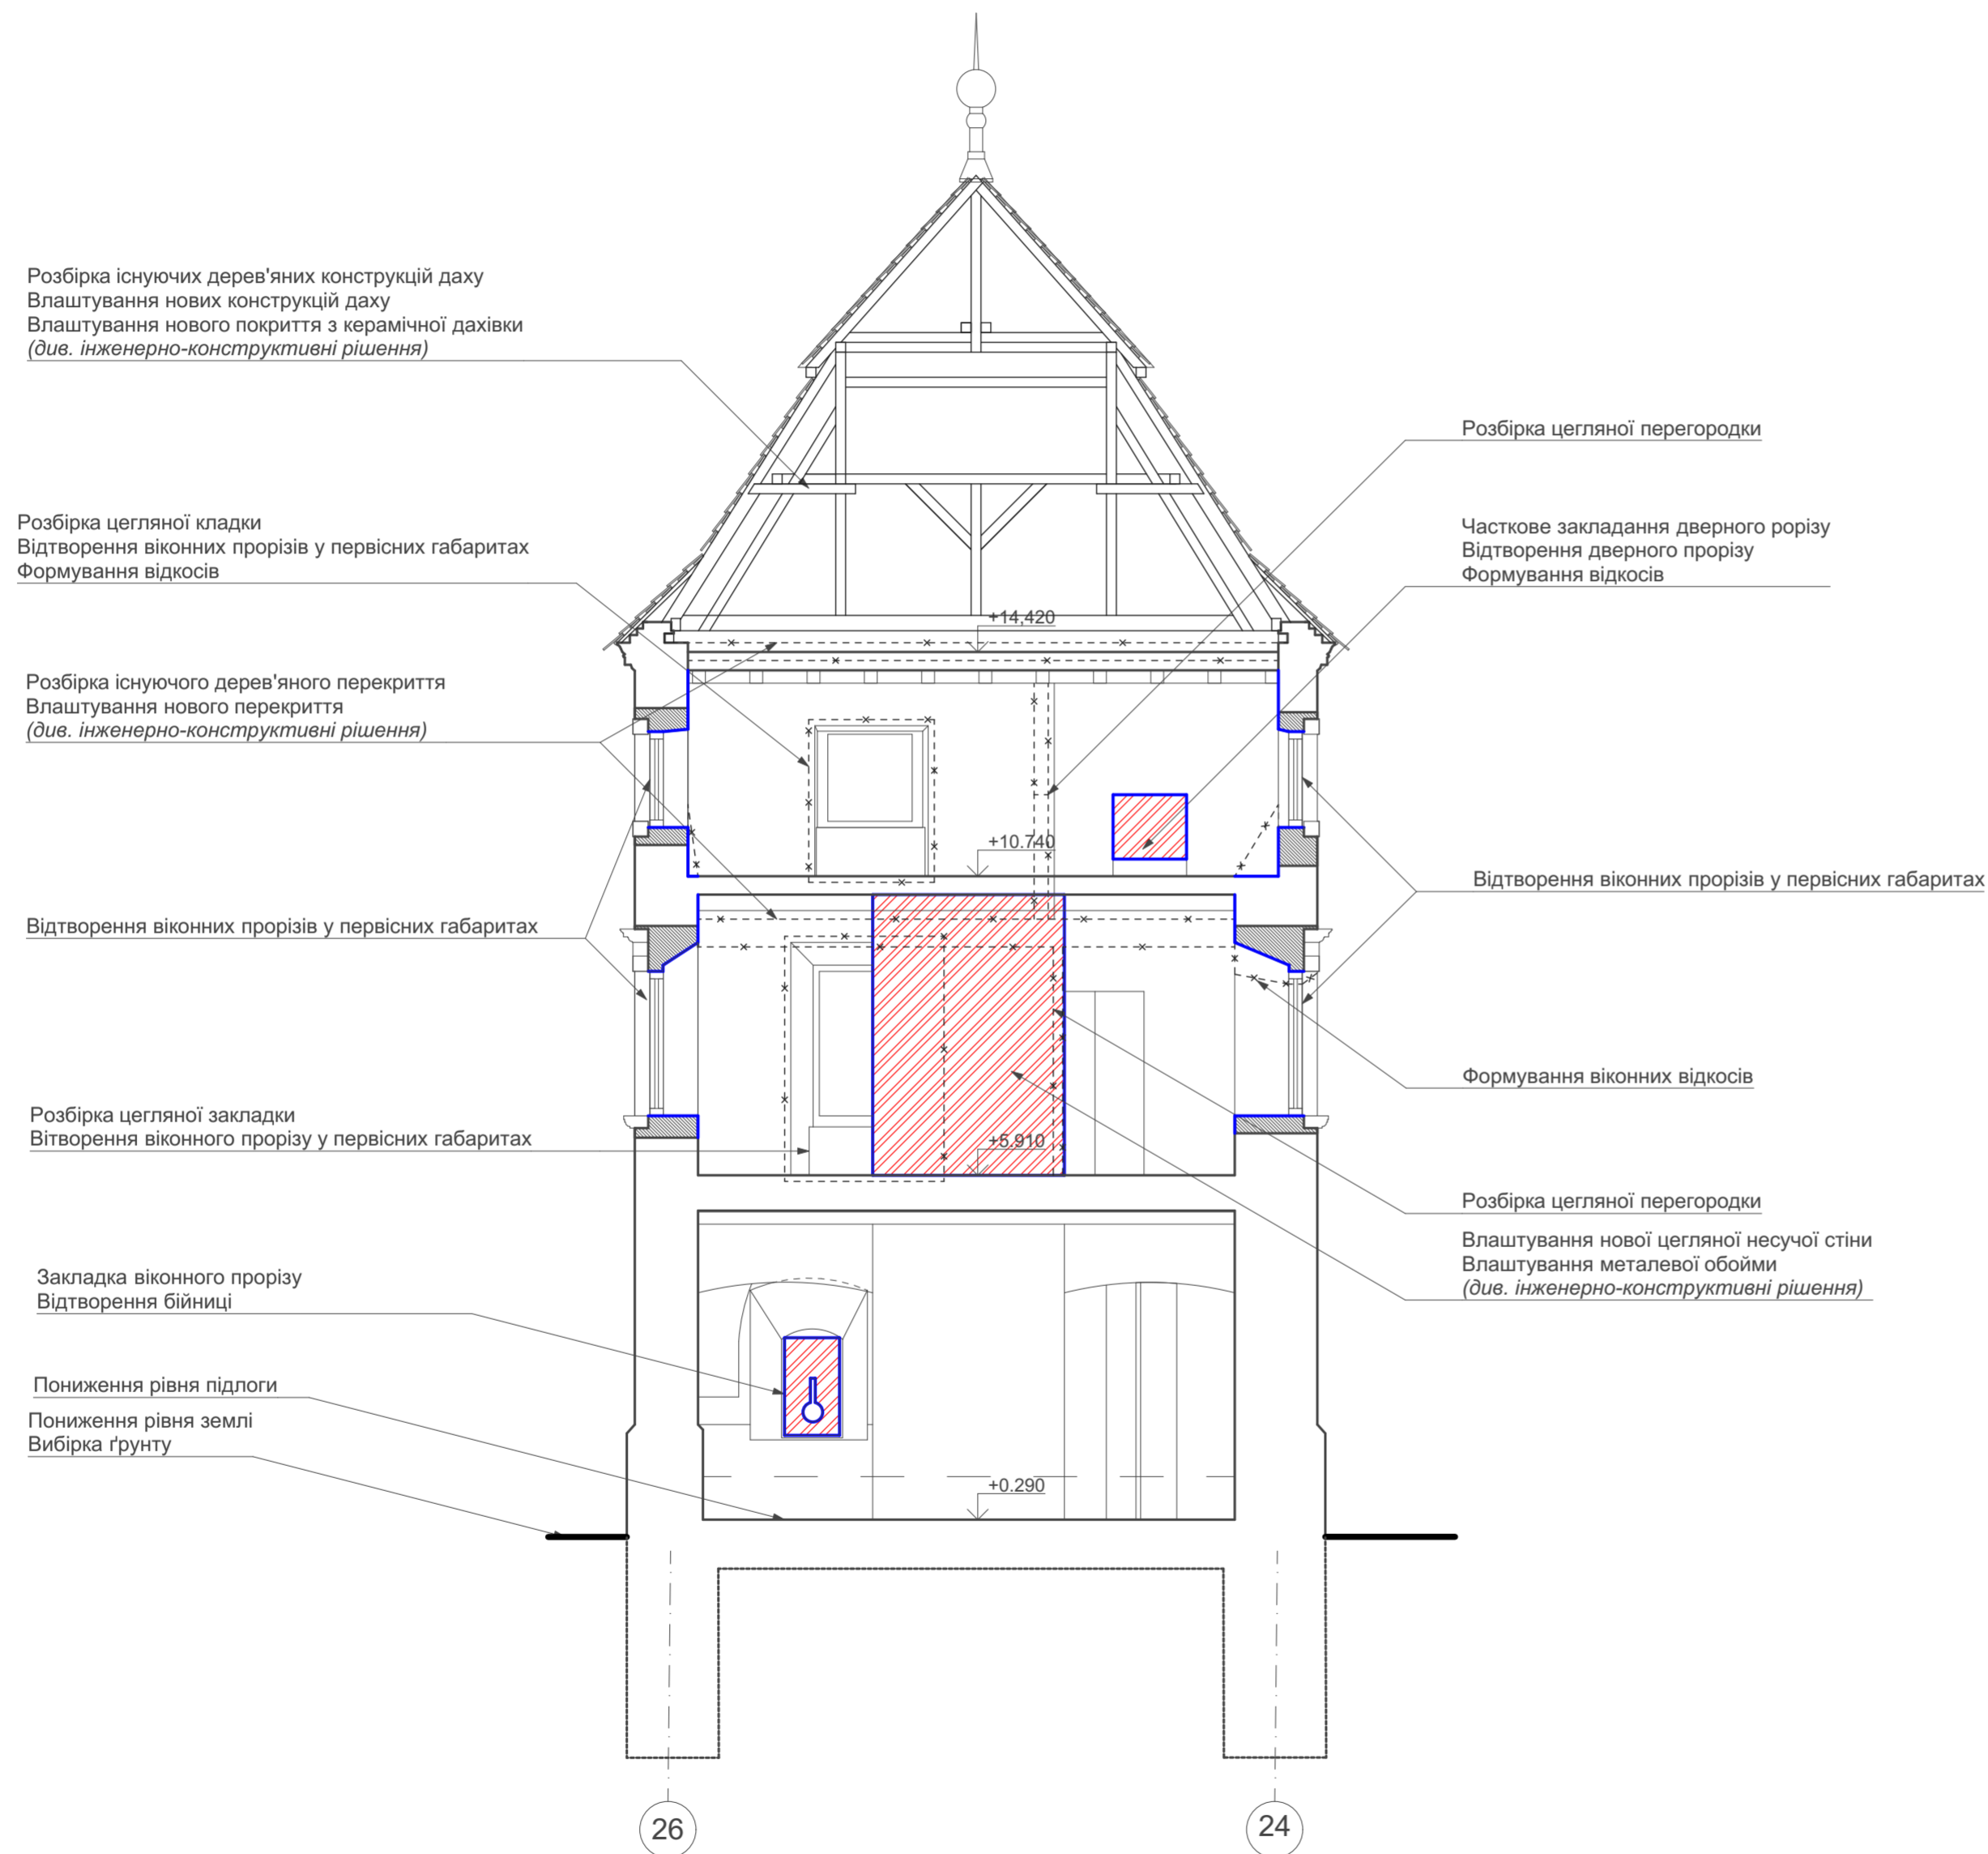 Розбірка існуючих дерев'яних конструкцій даху
Влаштування нових конструкцій даху
Влаштування нового покриття з керамічної дахівки
(див. інженерно-конструктивні рішення)
Розбірка цегляної перегородки
Розбірка цегляної кладки
Відтворення віконних прорізів у первісних габаритах
Формування відкосів
Часткове закладання дверного рорізу
Відтворення дверного прорізу
Формування відкосів
+14,420
Розбірка існуючого дерев'яного перекриття
Влаштування нового перекриття
(див. інженерно-конструктивні рішення)
+10.740
Відтворення віконних прорізів у первісних габаритах
Відтворення віконних прорізів у первісних габаритах
Формування віконних відкосів
Розбірка цегляної закладки
Вітворення віконного прорізу у первісних габаритах
+5.910
Розбірка цегляної перегородки
Влаштування нової цегляної несучої стіни
Влаштування металевої обойми
(див. інженерно-конструктивні рішення)
Закладка віконного прорізу
Відтворення бійниці
Пониження рівня підлоги
Пониження рівня землі
Вибірка ґрунту
+0.290
26
24